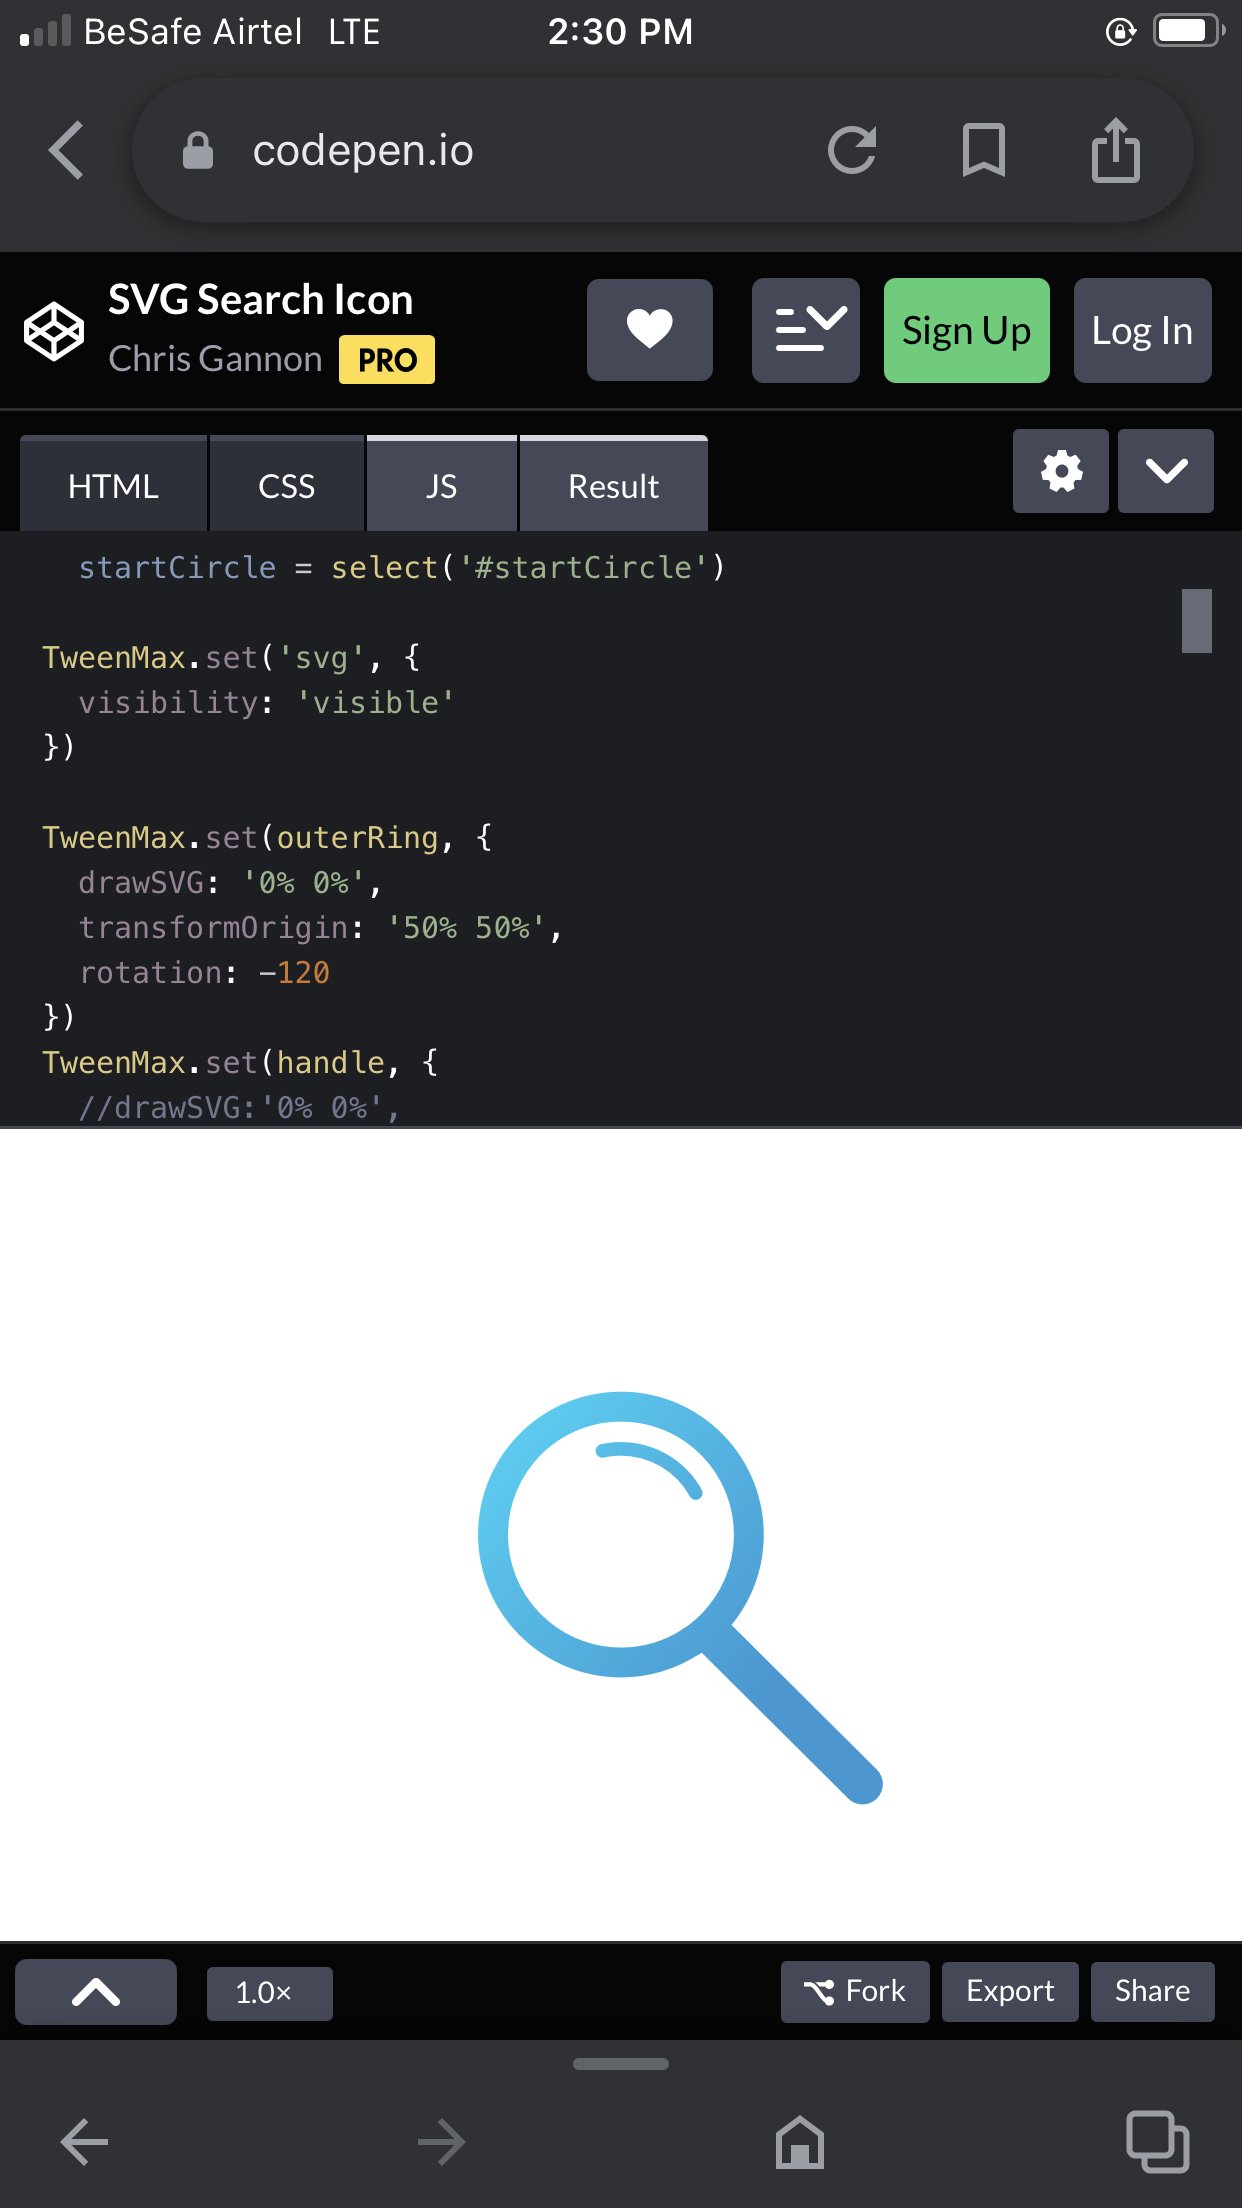 BeSafe Airtel LTE 2:30 PM
codepen.io
SVG Search Icon
Chris Gannon PRO
Sign Up
Log In
HTML CSS JS Result
  startCircle = select('#startCircle')

TweenMax.set('svg', {
  visibility: 'visible'
})

TweenMax.set(outerRing, {
  drawSVG: '0% 0%',
  transformOrigin: '50% 50%',
  rotation: -120
})
TweenMax.set(handle, {
  //drawSVG:'0% 0%',
1.0×
Fork Export Share